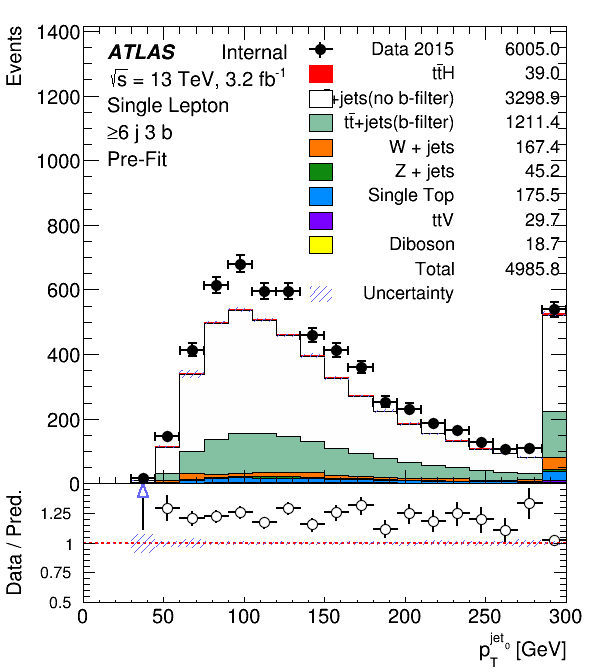 Events
1400
1200
1000
800
600
400
200
0
ATLAS Internal
√s = 13 TeV, 3.2 fb⁻¹
Single Lepton
≥6 j 3 b
Pre-Fit
Data 2015 6005.0
tt̄H 39.0
+jets(no b-filter) 3298.9
tt̄+jets(b-filter) 1211.4
W + jets 167.4
Z + jets 45.2
Single Top 175.5
ttV 29.7
Diboson 18.7
Total 4985.8
Uncertainty
Data / Pred.
1.25
1
0.75
0.5
0 50 100 150 200 250 300
p_T^jet₀ [GeV]